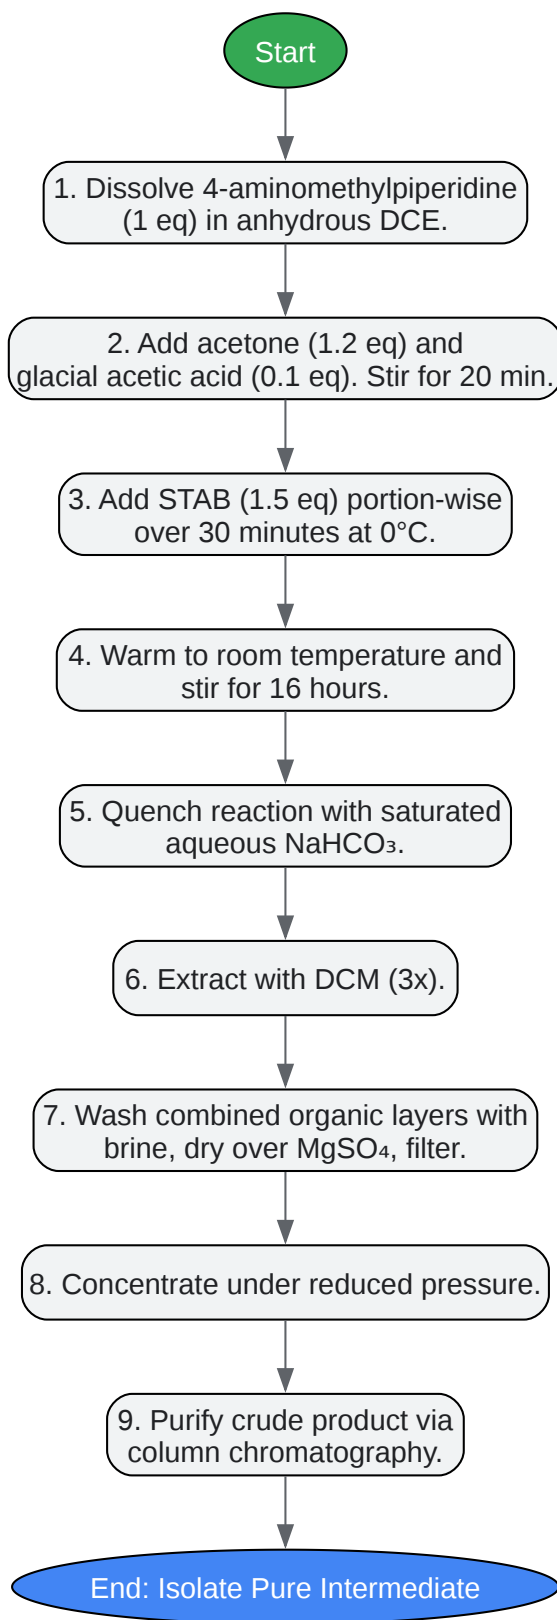 Start
1. Dissolve 4-aminomethylpiperidine
(1 eq) in anhydrous DCE.
2. Add acetone (1.2 eq) and
glacial acetic acid (0.1 eq). Stir for 20 min.
3. Add STAB (1.5 eq) portion-wise
over 30 minutes at 0°C.
4. Warm to room temperature and
stir for 16 hours.
5. Quench reaction with saturated
aqueous NaHCO₃.
6. Extract with DCM (3x).
7. Wash combined organic layers with
brine, dry over MgSO₄, filter.
8. Concentrate under reduced pressure.
9. Purify crude product via
column chromatography.
End: Isolate Pure Intermediate